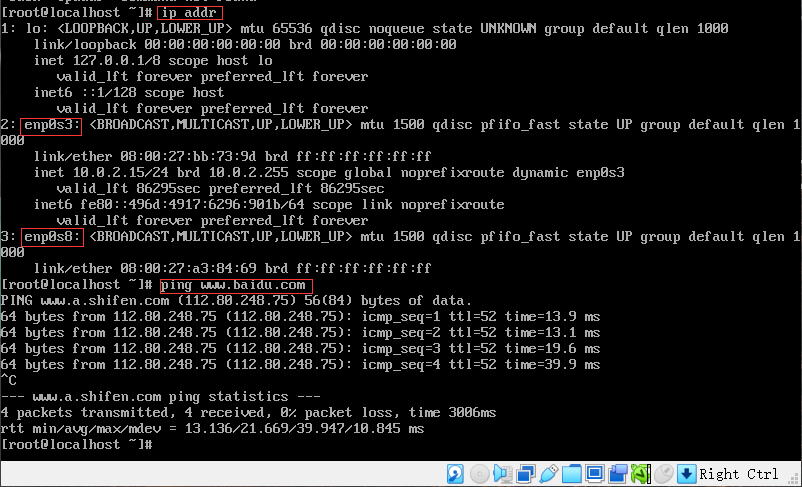 [root@localhost ~]# ip addr
1: lo: <LOOPBACK,UP,LOWER_UP> mtu 65536 qdisc noqueue state UNKNOWN group default qlen 1000
    link/loopback 00:00:00:00:00:00 brd 00:00:00:00:00:00
    inet 127.0.0.1/8 scope host lo
       valid_lft forever preferred_lft forever
    inet6 ::1/128 scope host
       valid_lft forever preferred_lft forever
2: enp0s3: <BROADCAST,MULTICAST,UP,LOWER_UP> mtu 1500 qdisc pfifo_fast state UP group default qlen 1
000
    link/ether 08:00:27:bb:73:9d brd ff:ff:ff:ff:ff:ff
    inet 10.0.2.15/24 brd 10.0.2.255 scope global noprefixroute dynamic enp0s3
       valid_lft 86295sec preferred_lft 86295sec
    inet6 fe80::496d:4917:6296:901b/64 scope link noprefixroute
       valid_lft forever preferred_lft forever
3: enp0s8: <BROADCAST,MULTICAST,UP,LOWER_UP> mtu 1500 qdisc pfifo_fast state UP group default qlen 1
000
    link/ether 08:00:27:a3:84:69 brd ff:ff:ff:ff:ff:ff
[root@localhost ~]# ping www.baidu.com
PING www.a.shifen.com (112.80.248.75) 56(84) bytes of data.
64 bytes from 112.80.248.75 (112.80.248.75): icmp_seq=1 ttl=52 time=13.9 ms
64 bytes from 112.80.248.75 (112.80.248.75): icmp_seq=2 ttl=52 time=13.1 ms
64 bytes from 112.80.248.75 (112.80.248.75): icmp_seq=3 ttl=52 time=19.6 ms
64 bytes from 112.80.248.75 (112.80.248.75): icmp_seq=4 ttl=52 time=39.9 ms
^C
--- www.a.shifen.com ping statistics ---
4 packets transmitted, 4 received, 0% packet loss, time 3006ms
rtt min/avg/max/mdev = 13.136/21.669/39.947/10.845 ms
[root@localhost ~]#
Right Ctrl